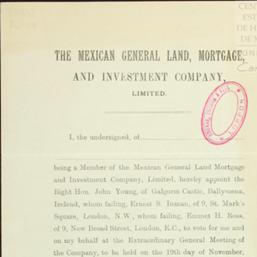 THE MEXICAN GENERAL LAND, MORTGAGE,
AND INVESTMENT COMPANY,
LIMITED.
I, the undersigned, of
being a Member of the Mexican General Land Mortgage
and Investment Company, Limited, hereby appoint the
Right Hon. John Young, of Galgorm Castle, Ballymena,
Ireland, whom failing, Ernest S. Inman, of 9, St. Mark's
Square, London, N.W., whom failing, Emmet H. Ross,
of 9, New Broad Street, London, E.C., to vote for me and
on my behalf at the Extraordinary General Meeting of
the Company, to be held on the 19th day of November,